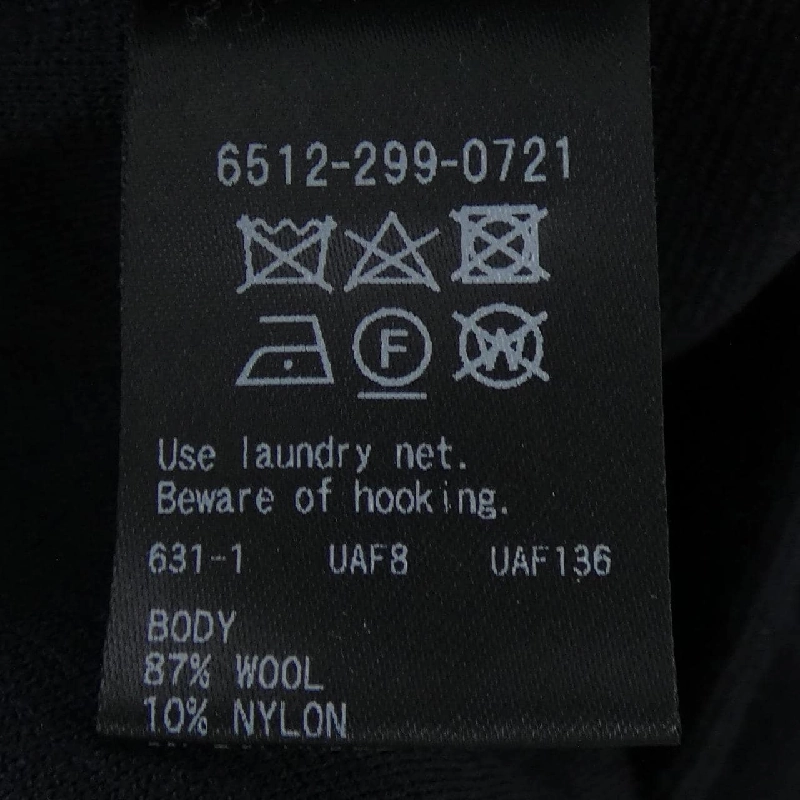 6512-299-0721
F W
Use laundry net.
Beware of hooking.
631-1 UAF8 UAF136
BODY
87% WOOL
10% NYLON